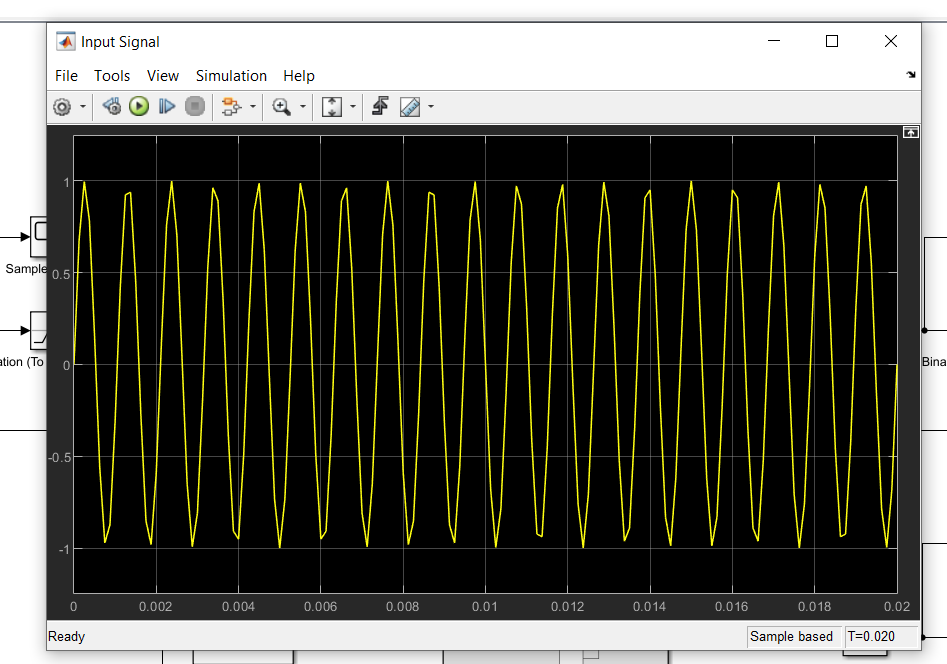 Input Signal
File Tools View Simulation Help
1
0.5
0
-0.5
-1
0 0.002 0.004 0.006 0.008 0.01 0.012 0.014 0.016 0.018 0.02
Ready Sample based T=0.020
Sample
ation (To
Bina